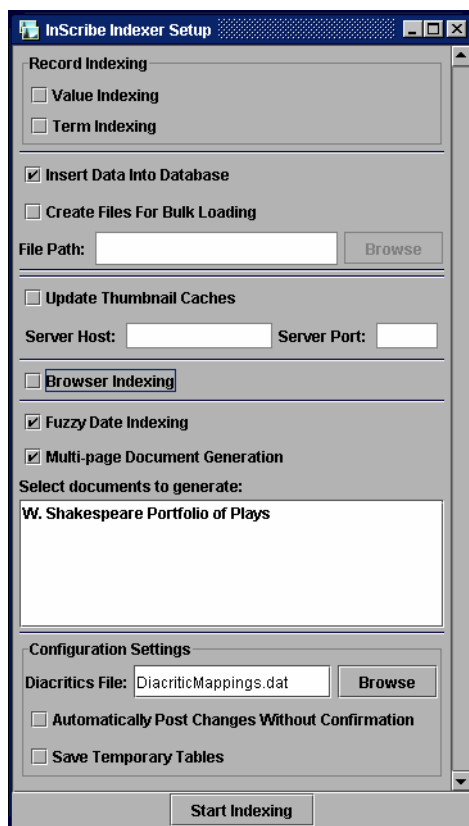 InScribe Indexer Setup
Record Indexing
Value Indexing
Term Indexing
Insert Data Into Database
Create Files For Bulk Loading
File Path: Browse
Update Thumbnail Caches
Server Host: Server Port:
Browser Indexing
Fuzzy Date Indexing
Multi-page Document Generation
Select documents to generate:
W. Shakespeare Portfolio of Plays
Configuration Settings
Diacritics File: DiacriticMappings.dat Browse
Automatically Post Changes Without Confirmation
Save Temporary Tables
Start Indexing